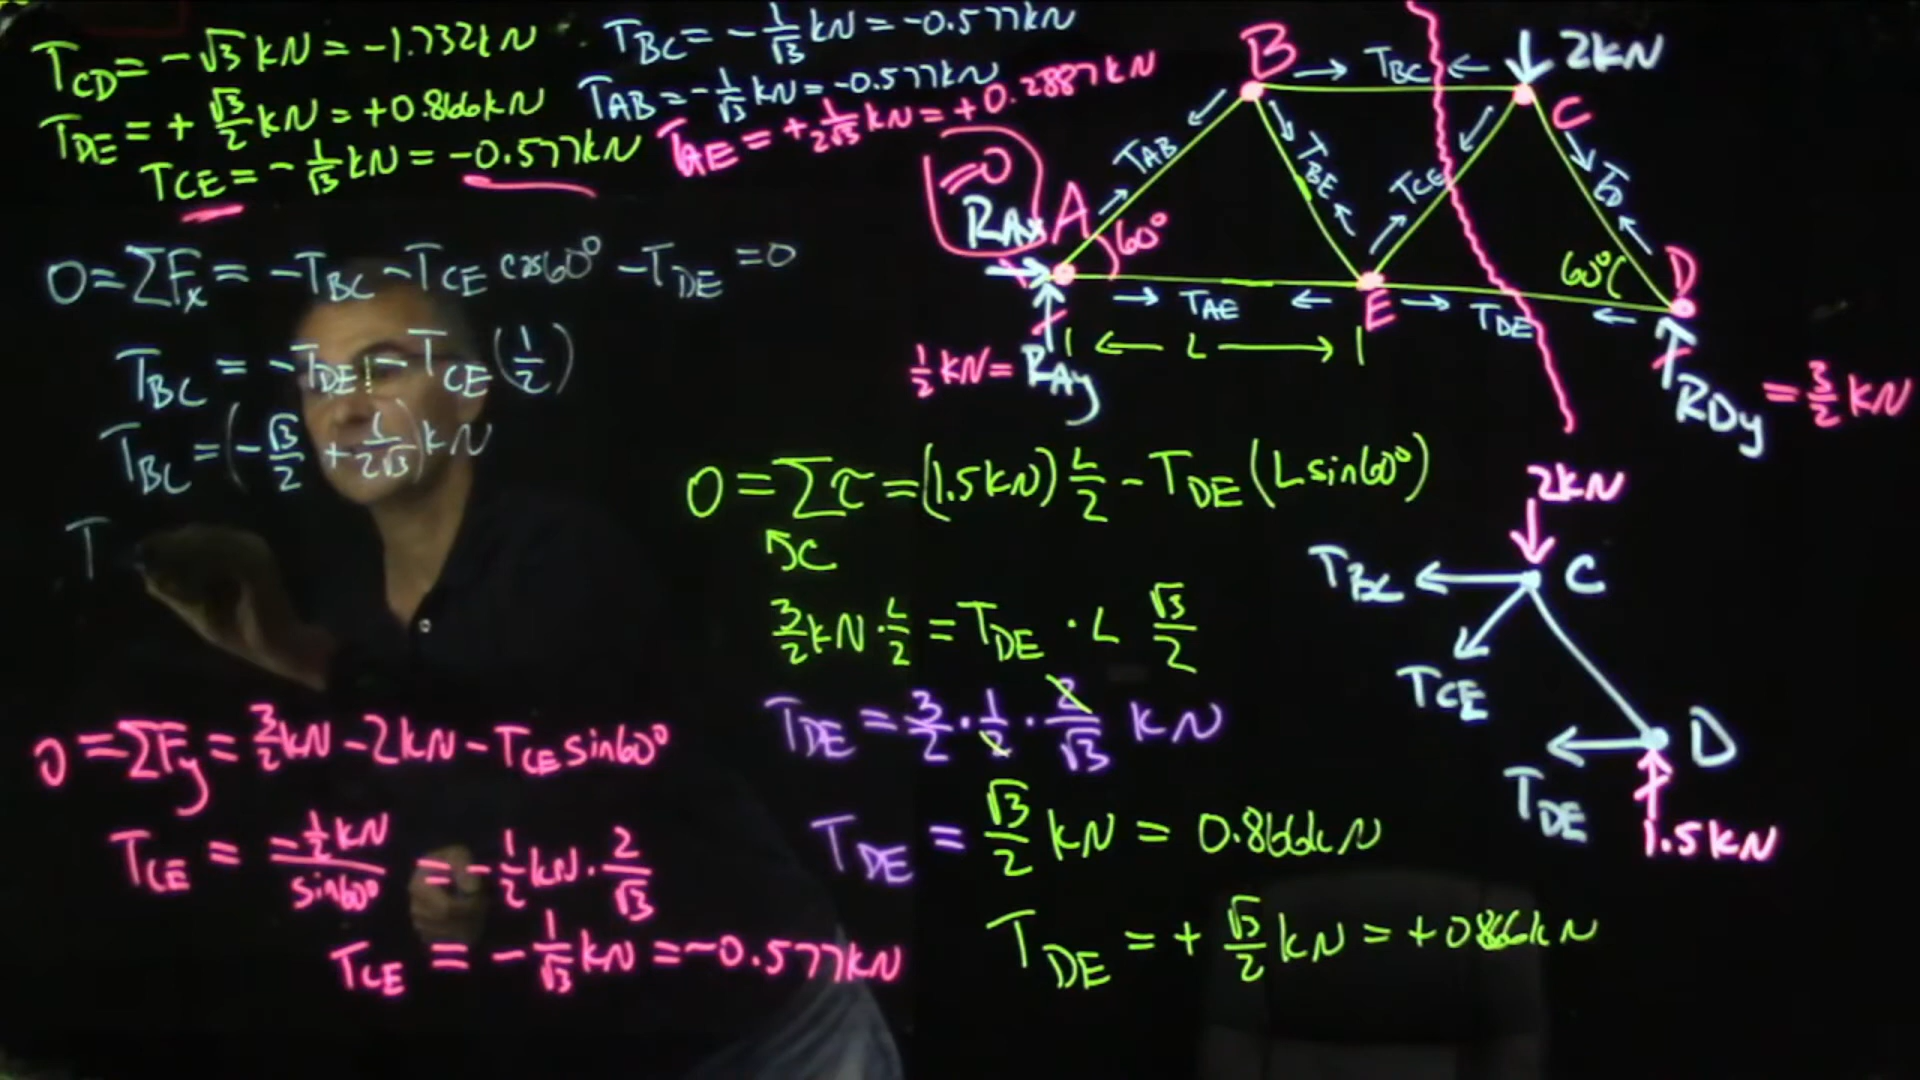 T_CD = -√3 kN = -1.732kN
T_DE = + √3/2 kN = +0.866kN
T_CE = - 1/√3 kN = -0.577kN
T_BC = - 1/√3 kN = -0.577kN
T_AB = - 1/√3 kN = -0.577kN
T_AE = + 1/2√3 kN = +0.2887kN
0 = ΣF_x = -T_BC - T_CE cos60° - T_DE = 0
T_BC = -T_DE - T_CE (1/2)
T_BC = (-√3/2 + 1/2√3) kN
T
0 = ΣF_y = 3/2 kN - 2kN - T_CE sin60°
T_CE = -1/2 kN / sin60° = -1/2 kN · 2/√3
T_CE = - 1/√3 kN = -0.577kN
B
T_BC
2kN
C
=0
R_Ax
A
60°
T_AB
T_BE
T_CE
T_CD
60°
D
T_AE
E
T_DE
L
1/2 kN = R_Ay
R_Dy = 3/2 kN
0 = Στ = (1.5kN) L/2 - T_DE (L sin60°)
C
3/2 kN · L/2 = T_DE · L √3/2
T_DE = 3/2 · 1/2 · 2/√3 kN
T_DE = √3/2 kN = 0.866kN
T_DE = + √3/2 kN = +0.866kN
2kN
T_BC
C
T_CE
D
T_DE
1.5kN